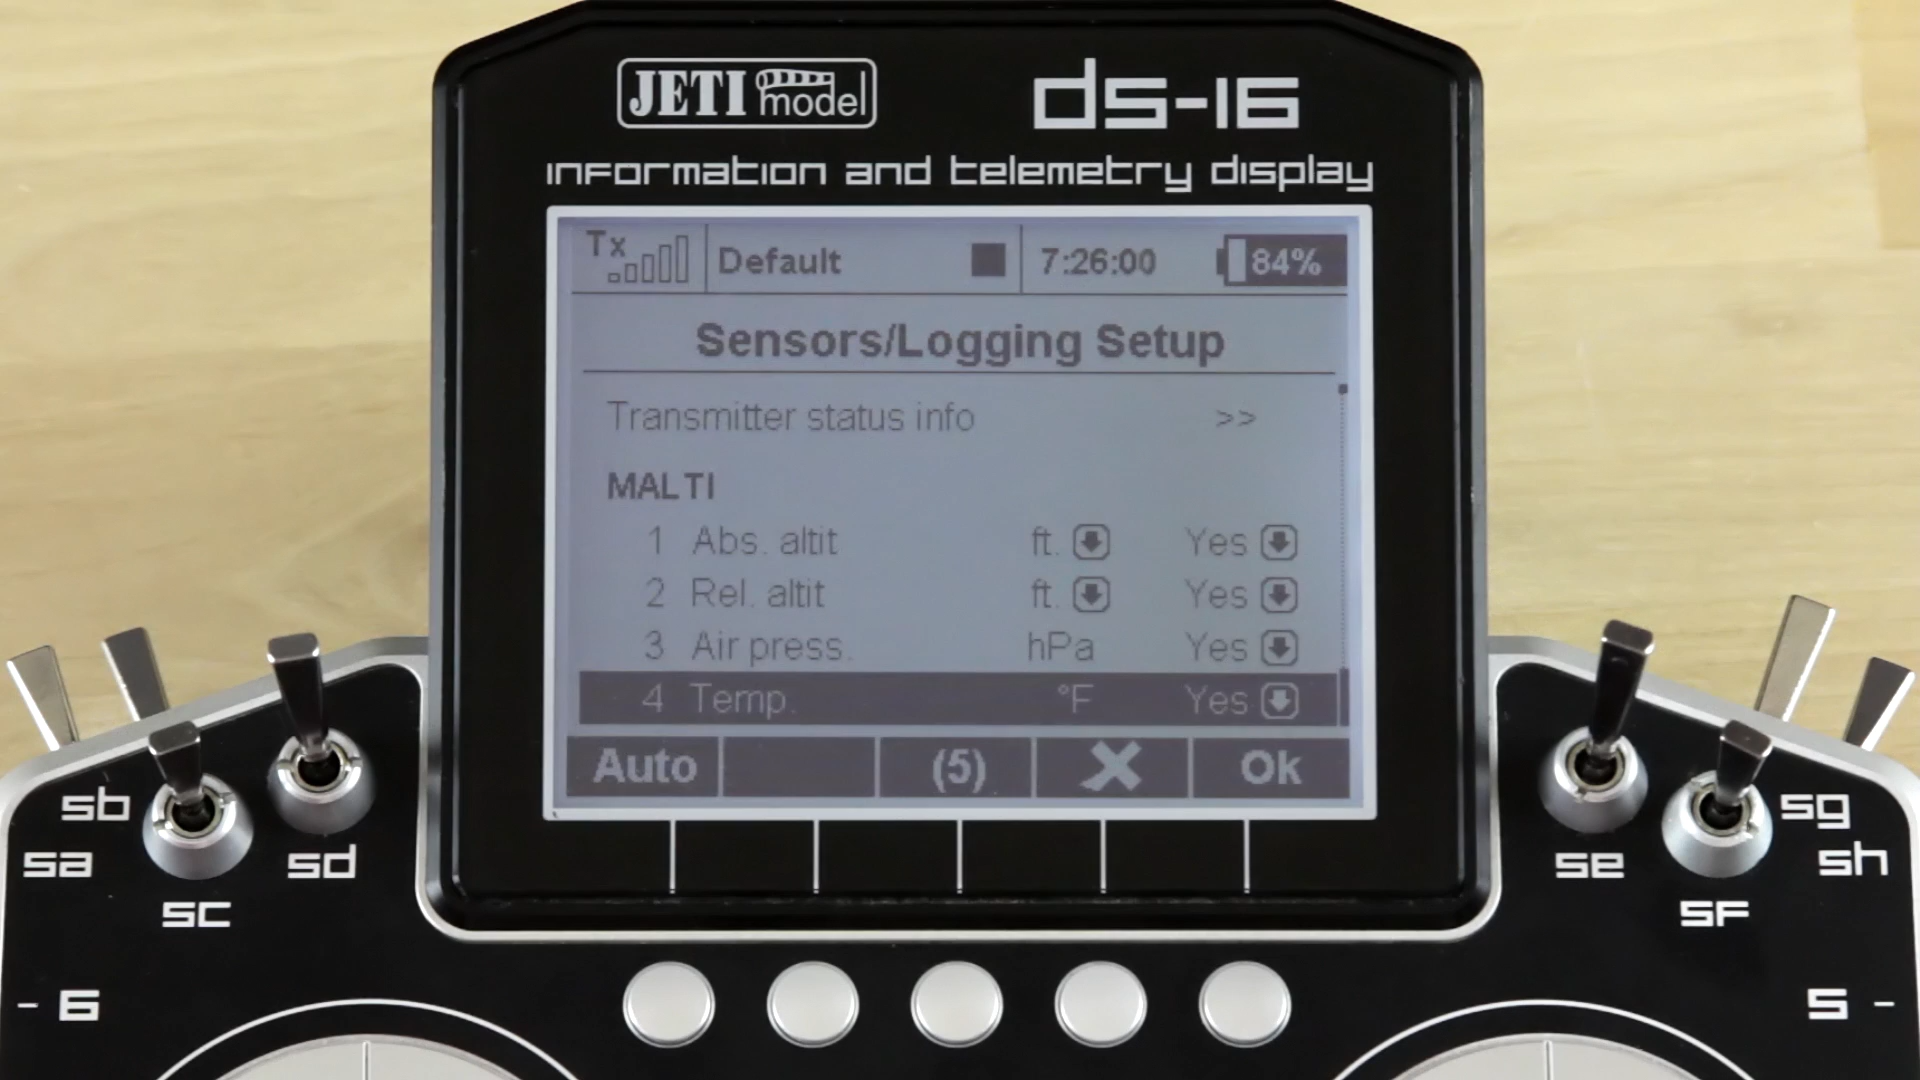 JETI model ds-16
information and telemetry display
Tx Default 7:26:00 84%
Sensors/Logging Setup
Transmitter status info >>
MALTI
1 Abs. altit ft. Yes
2 Rel. altit ft. Yes
3 Air press. hPa Yes
4 Temp. °F Yes
Auto (5) Ok
sb
sa
sc
sd
se
sf
sg
sh
- 6
5 -